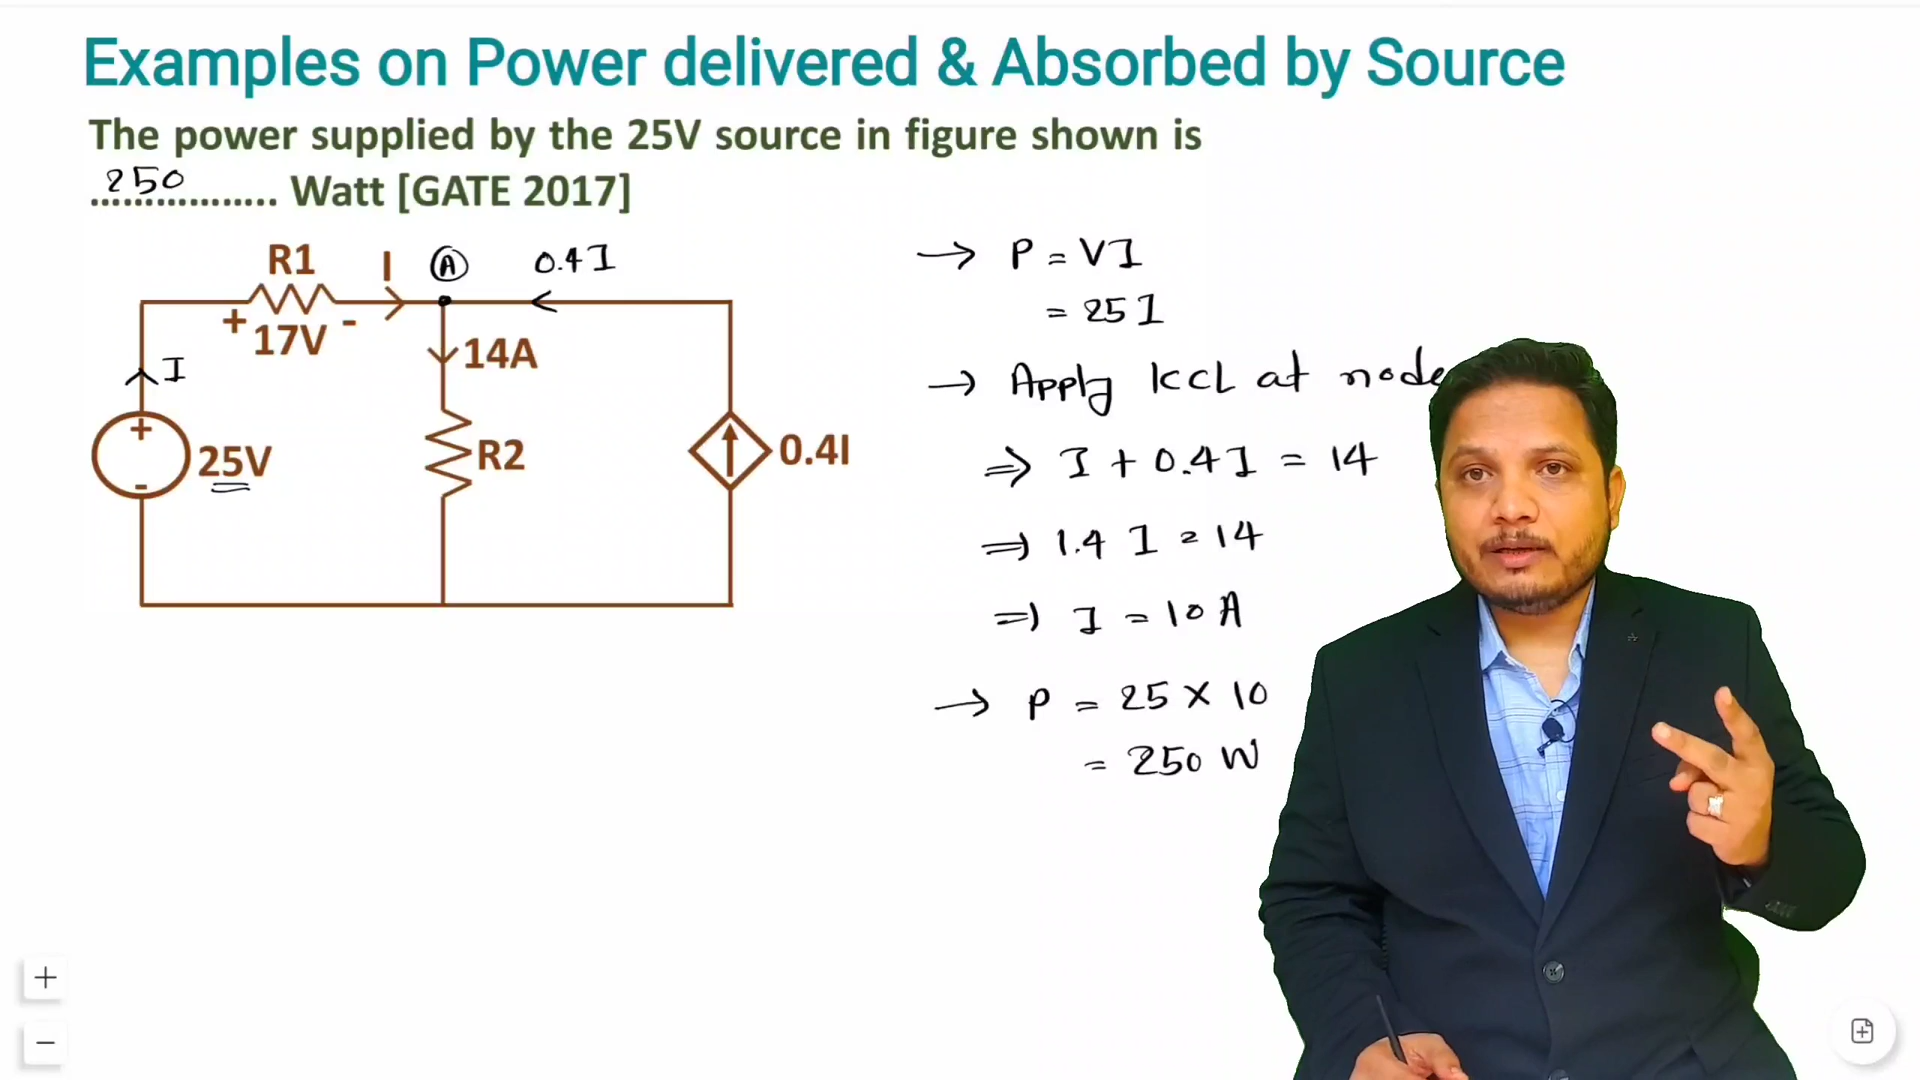 Examples on Power delivered & Absorbed by Source
The power supplied by the 25V source in figure shown is
250
................. Watt [GATE 2017]
R1
I
A
0.4I
+ 17V -
I
14A
+
25V
-
R2
0.4I
→ P = VI
= 25I
→ Apply KCL at node
⇒ I + 0.4I = 14
⇒ 1.4 I = 14
⇒ I = 10 A
→ P = 25 × 10
= 250 W
+
−